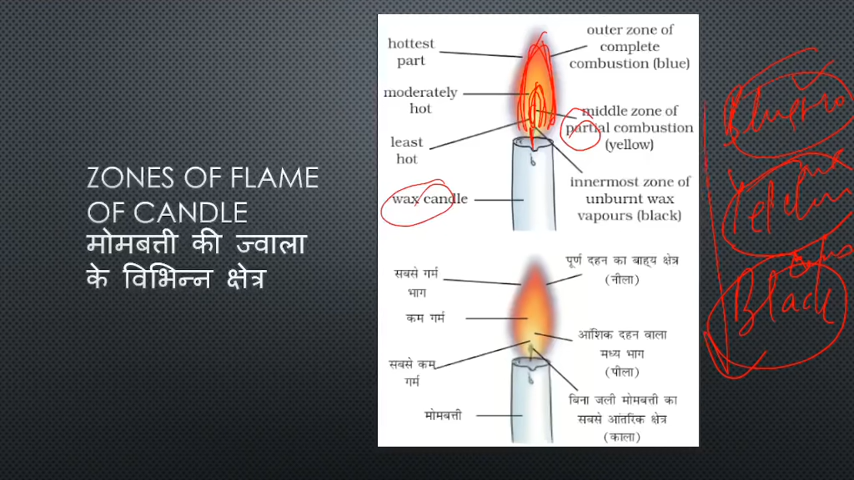 ZONES OF FLAME
OF CANDLE
मोमबत्ती की ज्वाला
के विभिन्न क्षेत्र
hottest
part
moderately
hot
least
hot
wax candle
outer zone of
complete
combustion (blue)
middle zone of
partial combustion
(yellow)
innermost zone of
unburnt wax
vapours (black)
सबसे गर्म
भाग
कम गर्म
सबसे कम
गर्म
मोमबत्ती
पूर्ण दहन का बाह्य क्षेत्र
(नीला)
आंशिक दहन वाला
मध्य भाग
(पीला)
बिना जली मोमबत्ती का
सबसे आंतरिक क्षेत्र
(काला)
Black